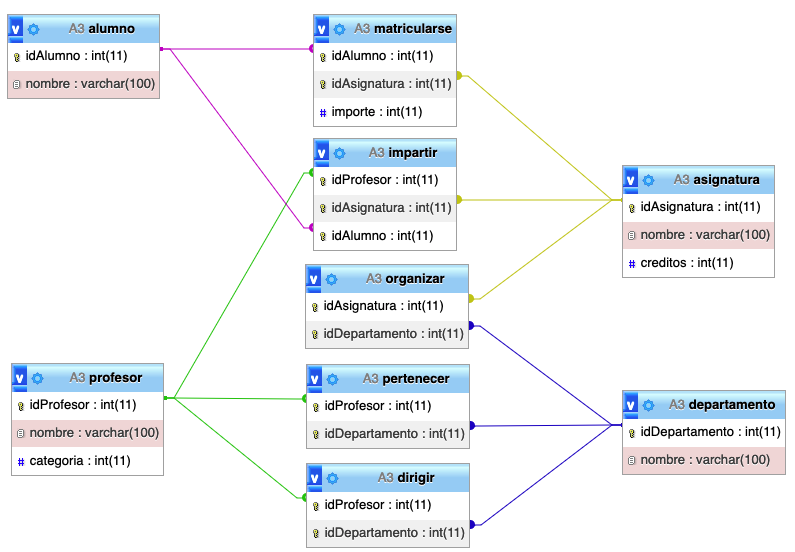 A3 alumno
idAlumno : int(11)
nombre : varchar(100)
A3 matricularse
idAlumno : int(11)
idAsignatura : int(11)
# importe : int(11)
A3 impartir
idProfesor : int(11)
idAsignatura : int(11)
idAlumno : int(11)
A3 asignatura
idAsignatura : int(11)
nombre : varchar(100)
# creditos : int(11)
A3 organizar
idAsignatura : int(11)
idDepartamento : int(11)
A3 profesor
idProfesor : int(11)
nombre : varchar(100)
# categoria : int(11)
A3 pertenecer
idProfesor : int(11)
idDepartamento : int(11)
A3 departamento
idDepartamento : int(11)
nombre : varchar(100)
A3 dirigir
idProfesor : int(11)
idDepartamento : int(11)